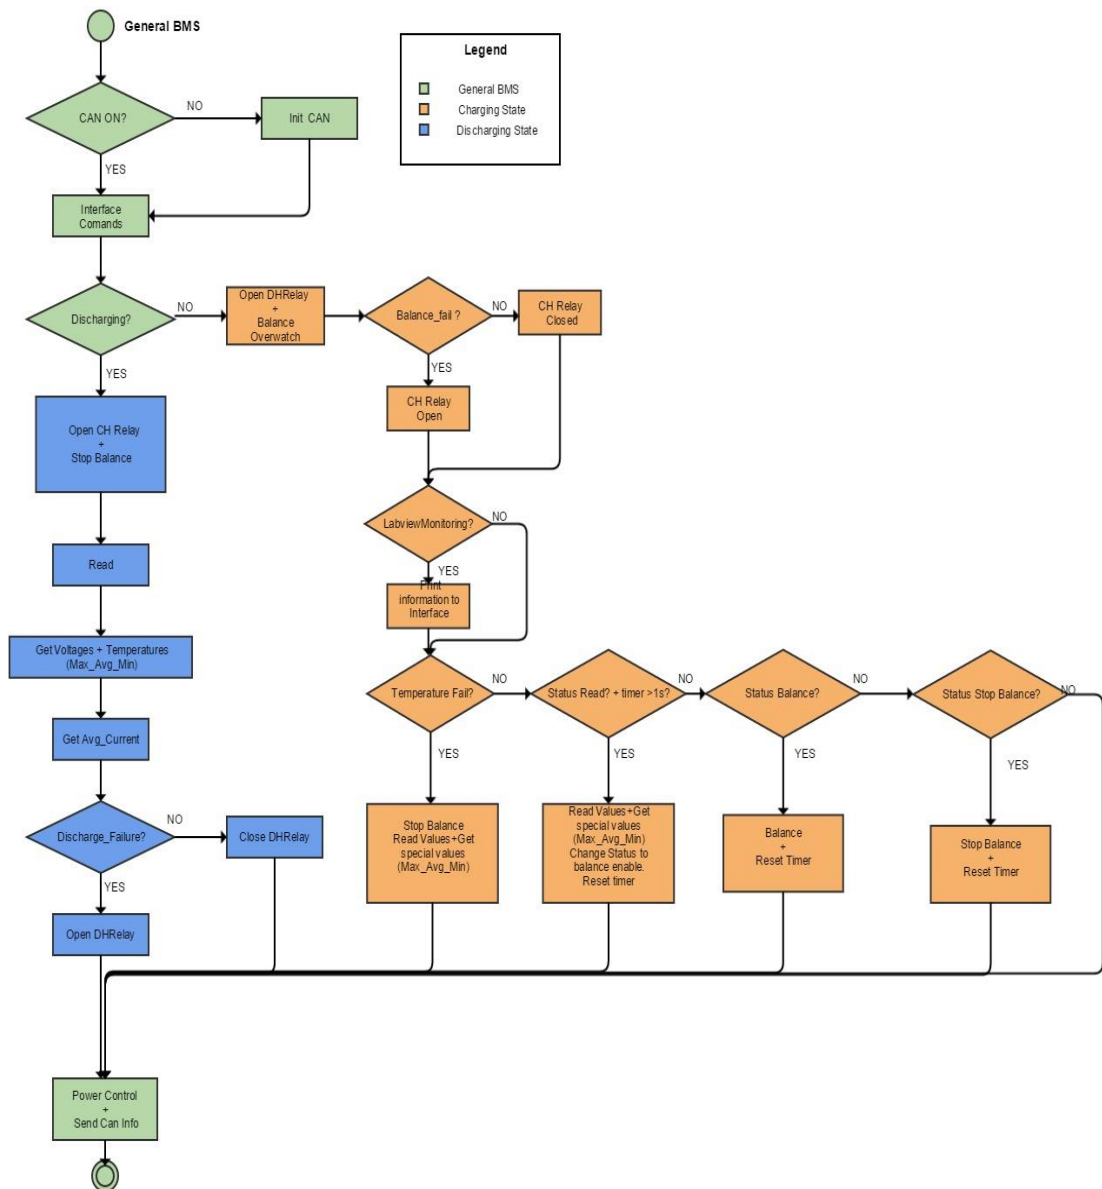 General BMS
Legend
General BMS
Charging State
Discharging State
CAN ON?
NO
Init CAN
YES
Interface
Comands
Discharging?
NO
Open DHRelay
+
Balance
Overwatch
Balance_fail ?
NO
CH Relay
Closed
YES
YES
CH Relay
Open
Open CH Relay
+
Stop Balance
LabviewMonitoring?
NO
YES
Read
Print
information to
Interface
Get Voltages + Temperatures
(Max_Avg_Min)
Temperature Fail?
NO
Status Read? + timer >1s?
NO
Status Balance?
NO
Status Stop Balance?
NO
YES
YES
YES
YES
Get Avg_Current
Stop Balance
Read Values+Get
special values
(Max_Avg_Min)
Read Values+Get
special values
(Max_Avg_Min)
Change Status to
balance enable.
Reset timer
Balance
+
Reset Timer
Stop Balance
+
Reset Timer
Discharge_Failure?
NO
Close DHRelay
YES
Open DHRelay
Power Control
+
Send Can Info